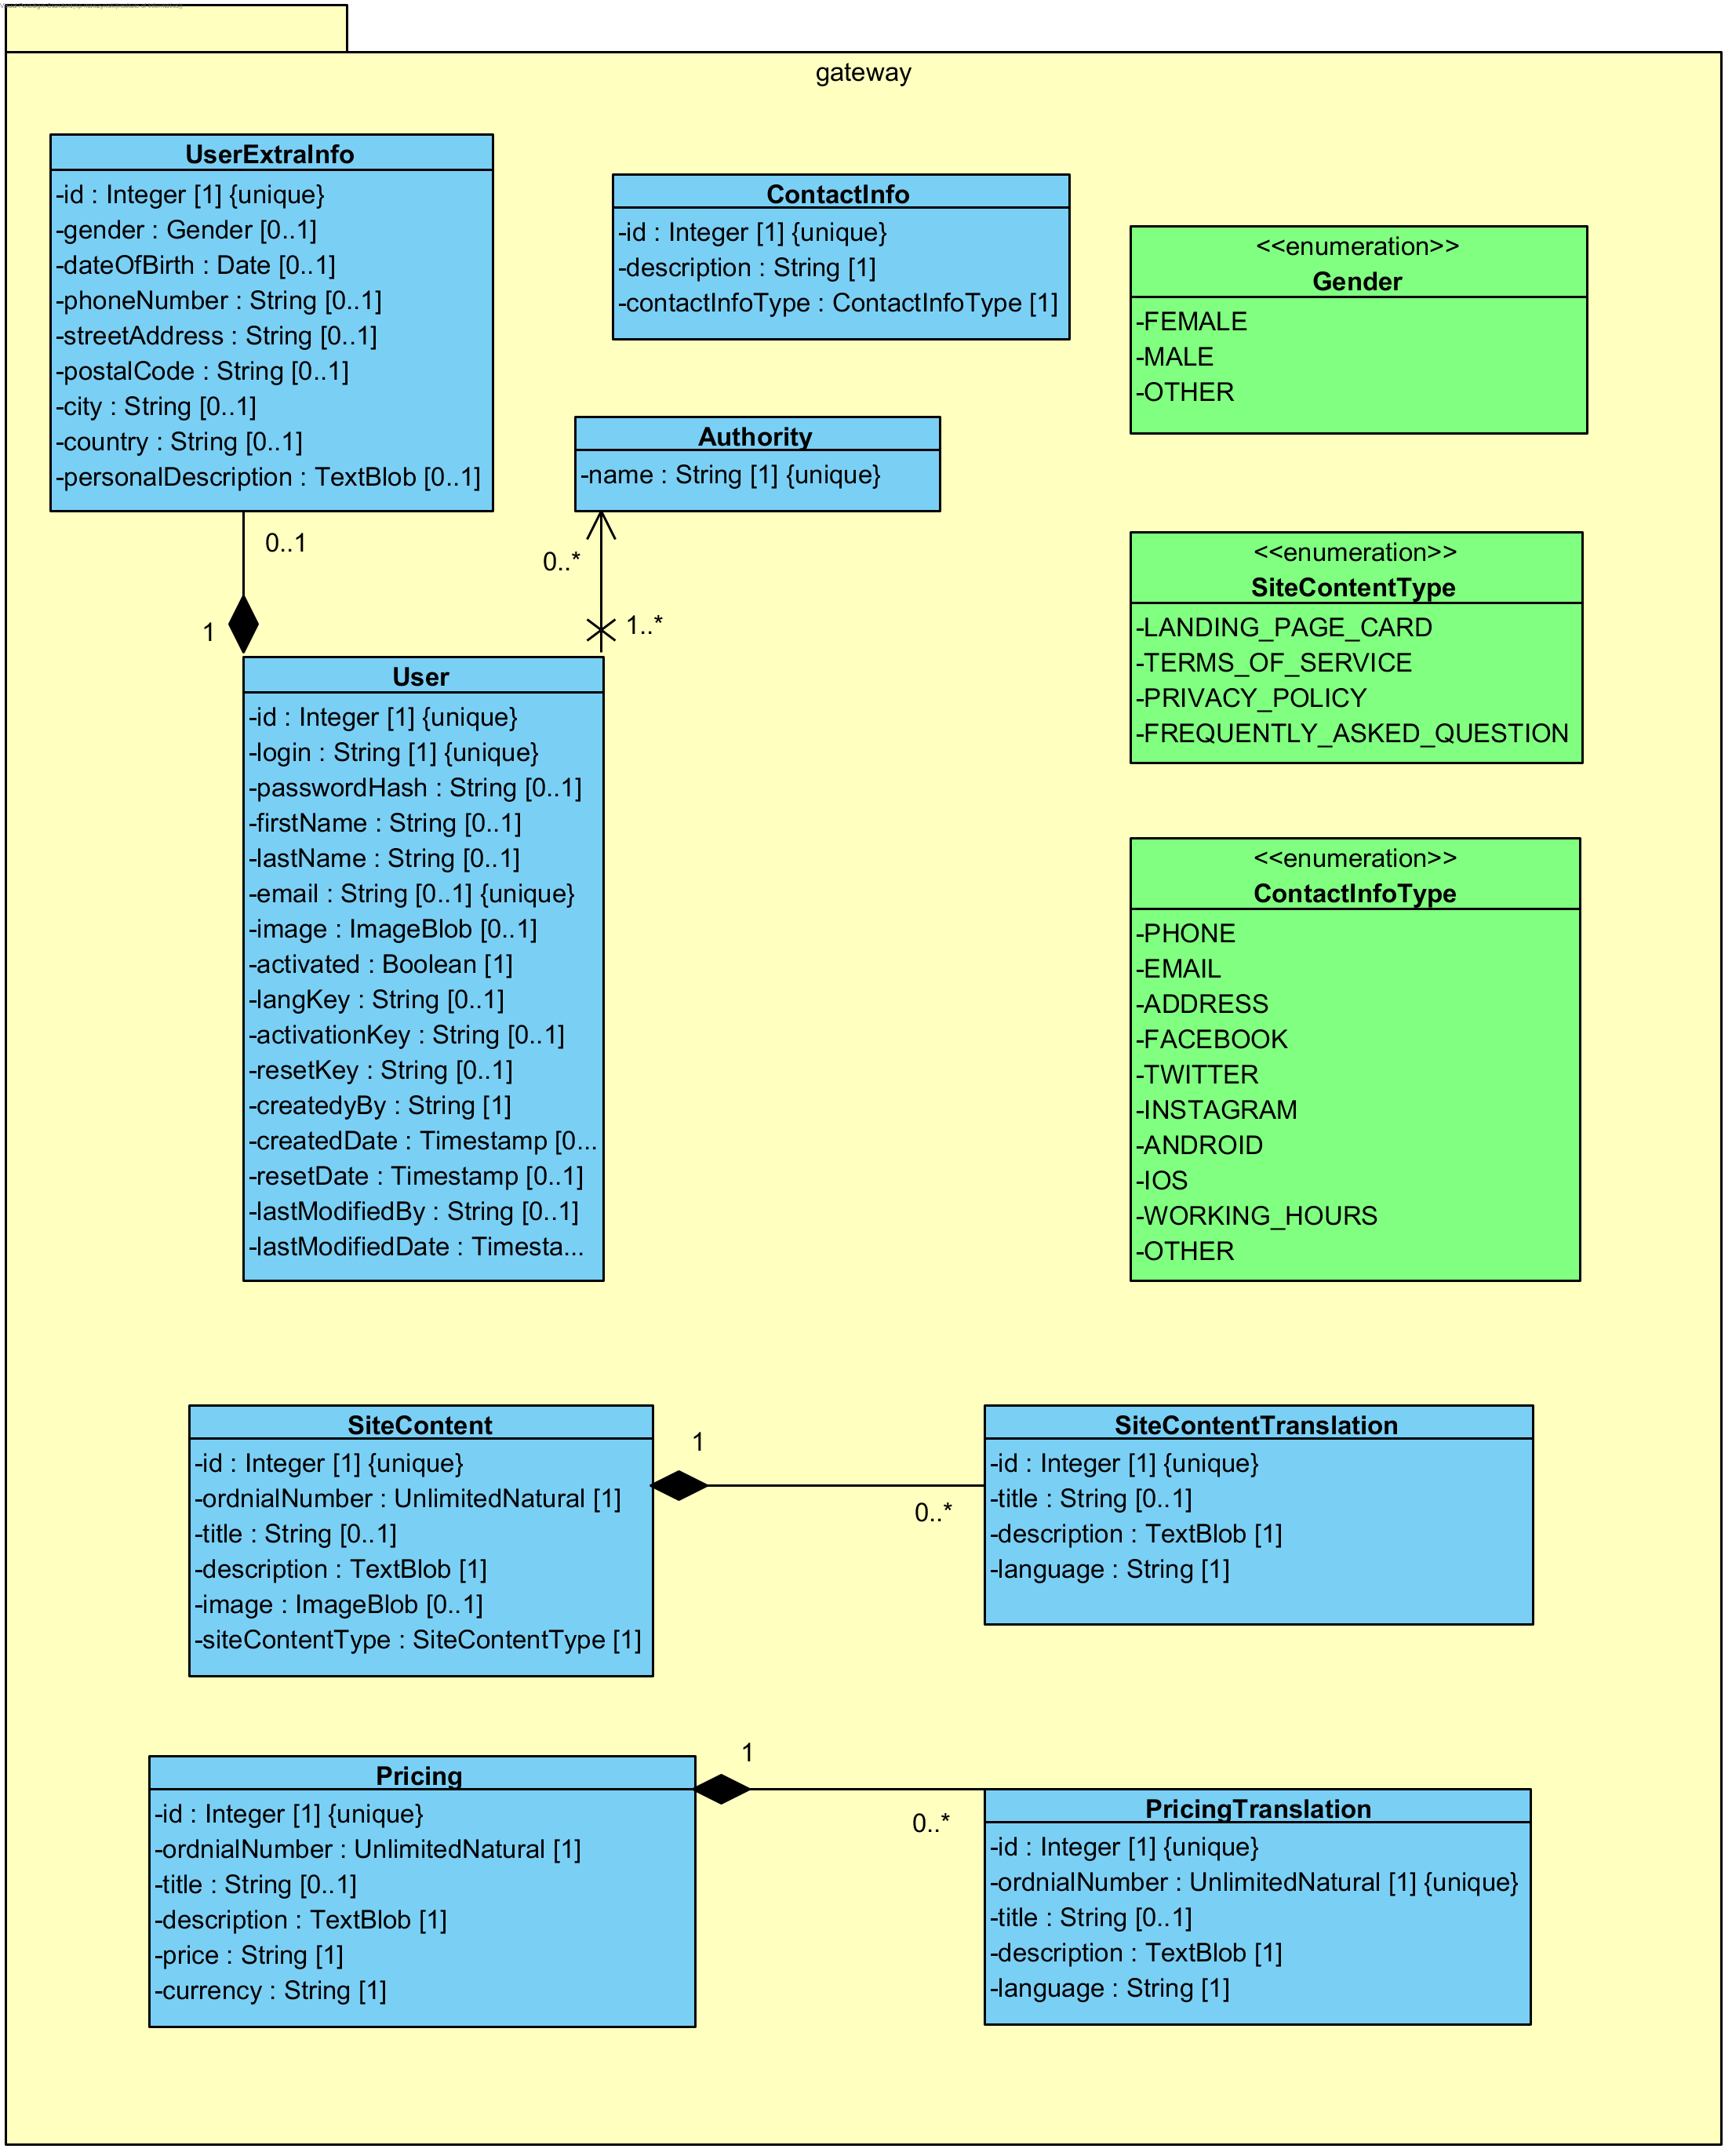 gateway
UserExtraInfo
-id : Integer [1] {unique}
-gender : Gender [0..1]
-dateOfBirth : Date [0..1]
-phoneNumber : String [0..1]
-streetAddress : String [0..1]
-postalCode : String [0..1]
-city : String [0..1]
-country : String [0..1]
-personalDescription : TextBlob [0..1]
ContactInfo
-id : Integer [1] {unique}
-description : String [1]
-contactInfoType : ContactInfoType [1]
<<enumeration>>
Gender
-FEMALE
-MALE
-OTHER
Authority
-name : String [1] {unique}
0..1
1
0..*
1..*
<<enumeration>>
SiteContentType
-LANDING_PAGE_CARD
-TERMS_OF_SERVICE
-PRIVACY_POLICY
-FREQUENTLY_ASKED_QUESTION
User
-id : Integer [1] {unique}
-login : String [1] {unique}
-passwordHash : String [0..1]
-firstName : String [0..1]
-lastName : String [0..1]
-email : String [0..1] {unique}
-image : ImageBlob [0..1]
-activated : Boolean [1]
-langKey : String [0..1]
-activationKey : String [0..1]
-resetKey : String [0..1]
-createdyBy : String [1]
-createdDate : Timestamp [0...
-resetDate : Timestamp [0..1]
-lastModifiedBy : String [0..1]
-lastModifiedDate : Timesta...
<<enumeration>>
ContactInfoType
-PHONE
-EMAIL
-ADDRESS
-FACEBOOK
-TWITTER
-INSTAGRAM
-ANDROID
-IOS
-WORKING_HOURS
-OTHER
SiteContent
-id : Integer [1] {unique}
-ordnialNumber : UnlimitedNatural [1]
-title : String [0..1]
-description : TextBlob [1]
-image : ImageBlob [0..1]
-siteContentType : SiteContentType [1]
1
0..*
SiteContentTranslation
-id : Integer [1] {unique}
-title : String [0..1]
-description : TextBlob [1]
-language : String [1]
Pricing
-id : Integer [1] {unique}
-ordnialNumber : UnlimitedNatural [1]
-title : String [0..1]
-description : TextBlob [1]
-price : String [1]
-currency : String [1]
1
0..*
PricingTranslation
-id : Integer [1] {unique}
-ordnialNumber : UnlimitedNatural [1] {unique}
-title : String [0..1]
-description : TextBlob [1]
-language : String [1]